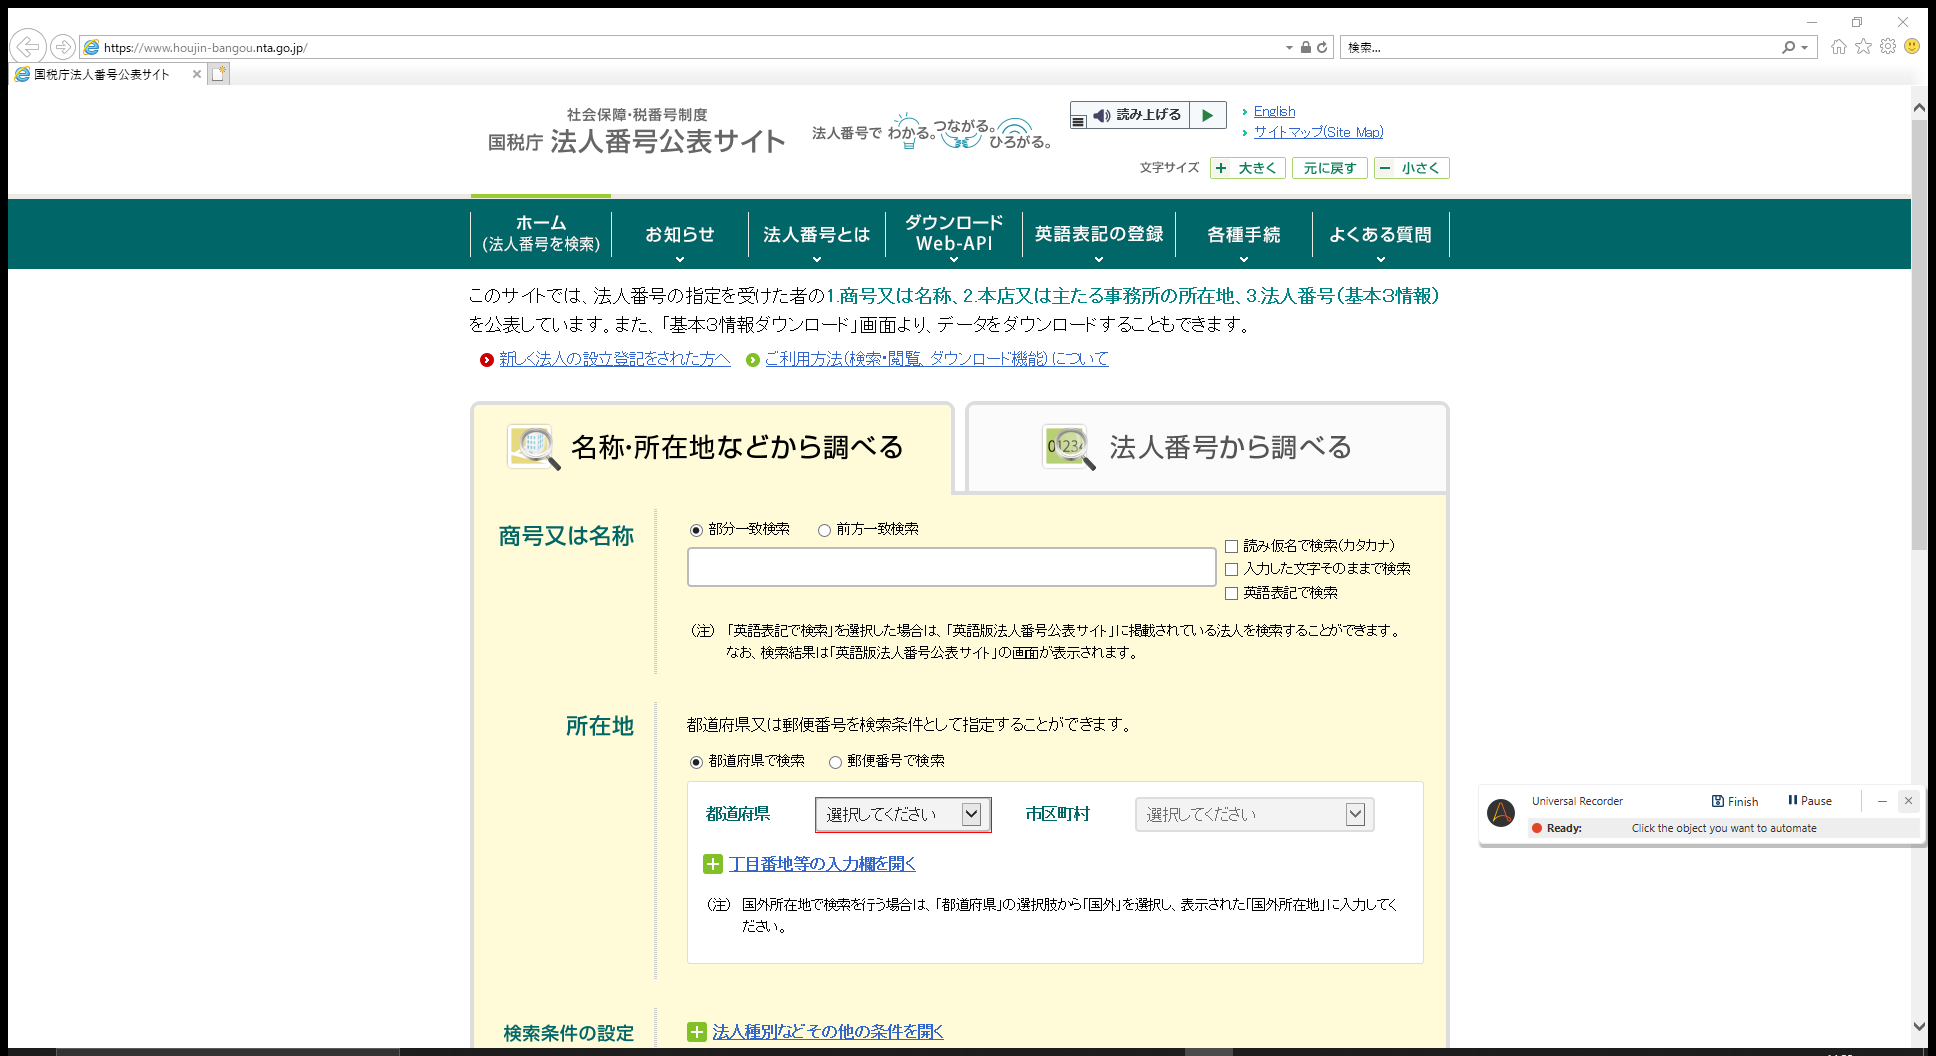 https://www.houjin-bangou.nta.go.jp/
検索...
国税庁法人番号公表サイト
社会保障・税番号制度
国税庁 法人番号公表サイト
法人番号で わかる。つながる。ひろがる。
読み上げる
English
サイトマップ(Site Map)
文字サイズ
+ 大きく
元に戻す
− 小さく
ホーム
(法人番号を検索)
お知らせ
法人番号とは
ダウンロード
Web-API
英語表記の登録
各種手続
よくある質問
このサイトでは、法人番号の指定を受けた者の1.商号又は名称、2.本店又は主たる事務所の所在地、3.法人番号(基本3情報)
を公表しています。また、「基本3情報ダウンロード」画面より、データをダウンロードすることもできます。
新しく法人の設立登記をされた方へ
ご利用方法(検索・閲覧、ダウンロード機能)について
名称・所在地などから調べる
01234
法人番号から調べる
商号又は名称
部分一致検索
前方一致検索
読み仮名で検索(カタカナ)
入力した文字そのままで検索
英語表記で検索
(注) 「英語表記で検索」を選択した場合は、「英語版法人番号公表サイト」に掲載されている法人を検索することができます。
なお、検索結果は「英語版法人番号公表サイト」の画面が表示されます。
所在地
都道府県又は郵便番号を検索条件として指定することができます。
都道府県で検索
郵便番号で検索
都道府県
選択してください
市区町村
選択してください
丁目番地等の入力欄を開く
(注) 国外所在地で検索を行う場合は、「都道府県」の選択肢から「国外」を選択し、表示された「国外所在地」に入力してく
ださい。
検索条件の設定
法人種別などその他の条件を開く
Universal Recorder
Finish
Pause
Ready:
Click the object you want to automate